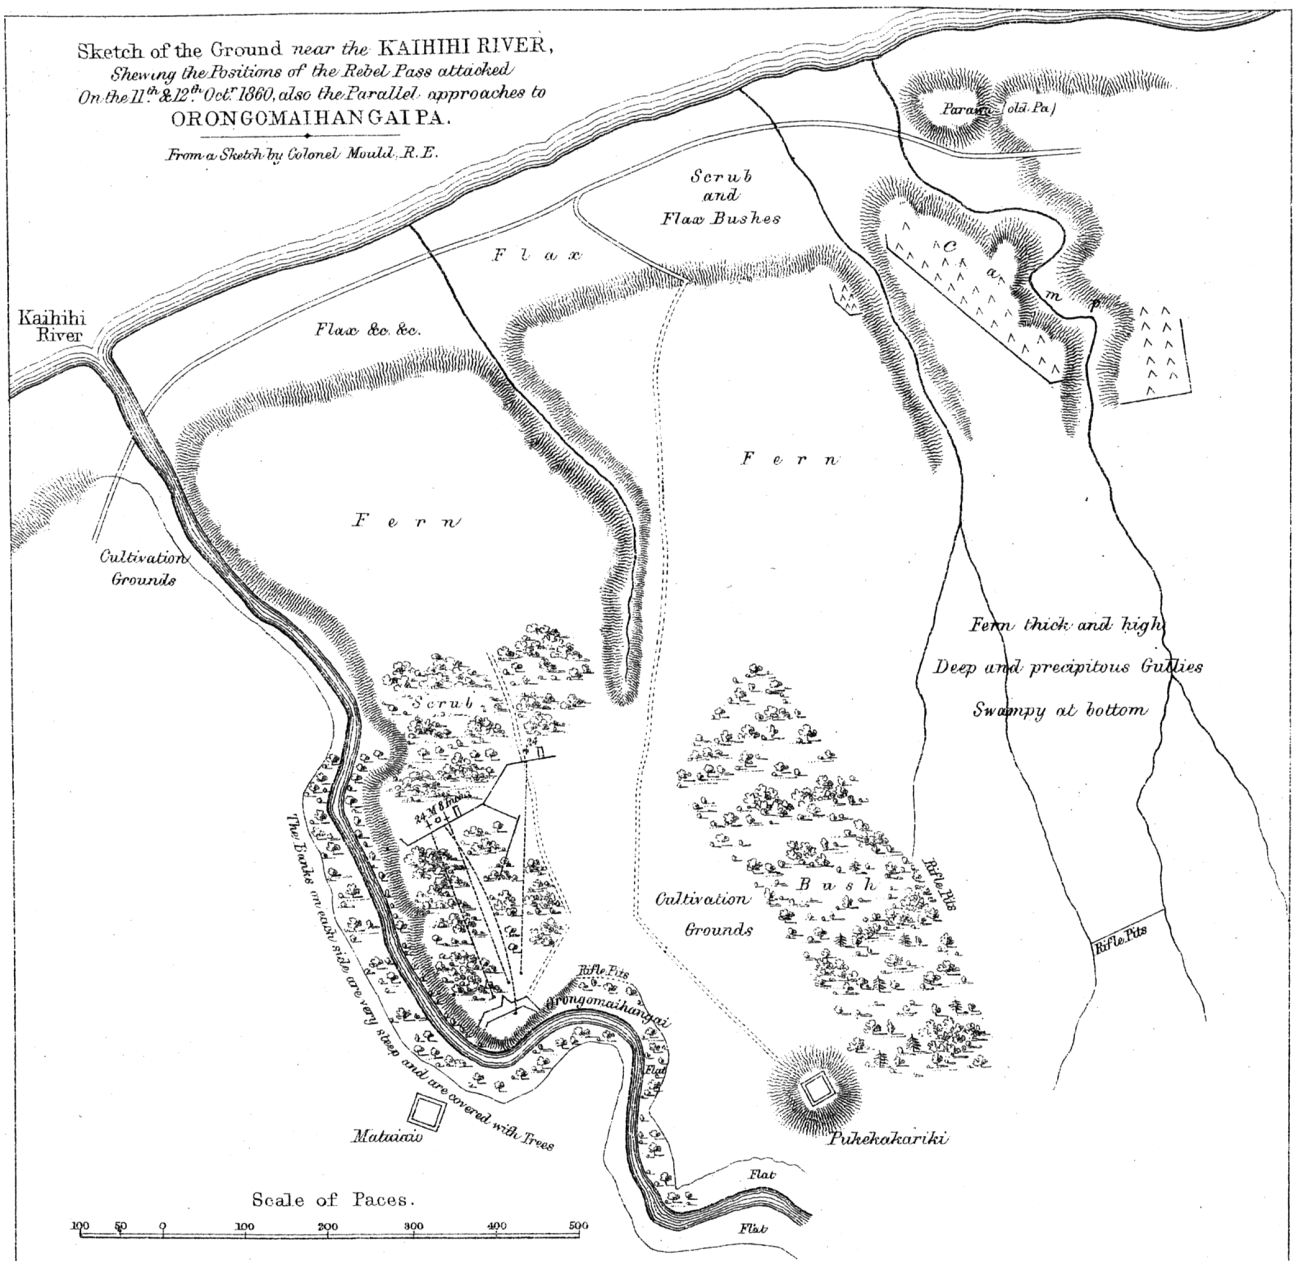 Sketch of the Ground near the KAIHIHI RIVER,
Shewing the Positions of the Rebel Pass attacked
On the 11th. & 12th. Octr. 1860, also the Parallel approaches to
ORONGOMAIHANGAI PA.
From a Sketch by Colonel Mould, R.E.
Parawa (old Pa)
Scrub
and
Flax Bushes
Flax
Camp
Kaihihi
River
Flax &c. &c.
Fern
Fern
Cultivation
Grounds
Fern thick and high
Deep and precipitous Gullies
Swampy at bottom
Scrub
24
24
8
The Banks on each side are very steep and are covered with Trees
Bush
Rifle Pits
Cultivation
Grounds
Rifle Pits
Rifle Pits
Orongomaihangai
Flat
Mataiaio
Pukekakariki
Flat
Flat
Scale of Paces.
100 50 0 100 200 300 400 500